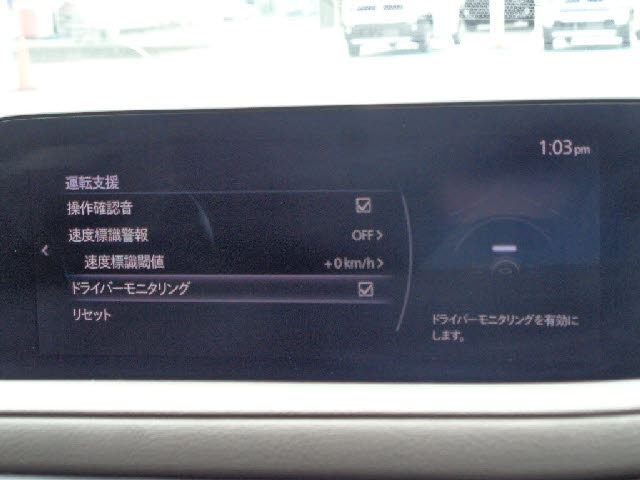 1:03pm
運転支援
操作確認音
速度標識警報 OFF>
速度標識閾値 +0km/h>
ドライバーモニタリング
リセット
ドライバーモニタリングを有効に
します。